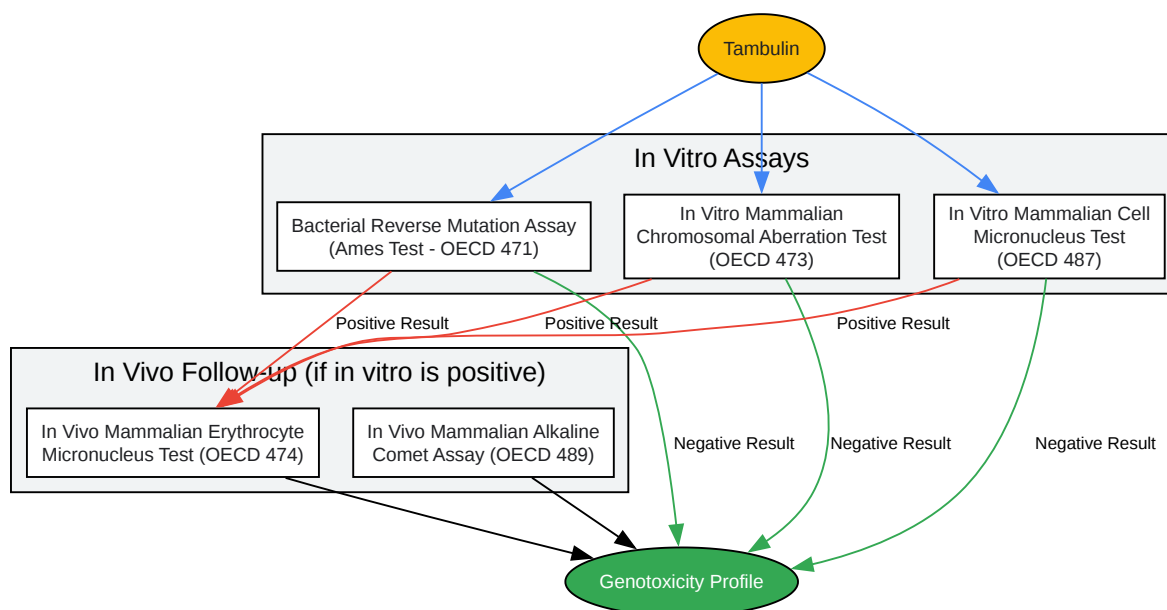 Tambulin
In Vitro Assays
Bacterial Reverse Mutation Assay
(Ames Test - OECD 471)
In Vitro Mammalian
Chromosomal Aberration Test
(OECD 473)
In Vitro Mammalian Cell
Micronucleus Test
(OECD 487)
Positive Result
Positive Result
Positive Result
In Vivo Follow-up (if in vitro is positive)
In Vivo Mammalian Erythrocyte
Micronucleus Test (OECD 474)
In Vivo Mammalian Alkaline
Comet Assay (OECD 489)
Negative Result
Negative Result
Negative Result
Genotoxicity Profile